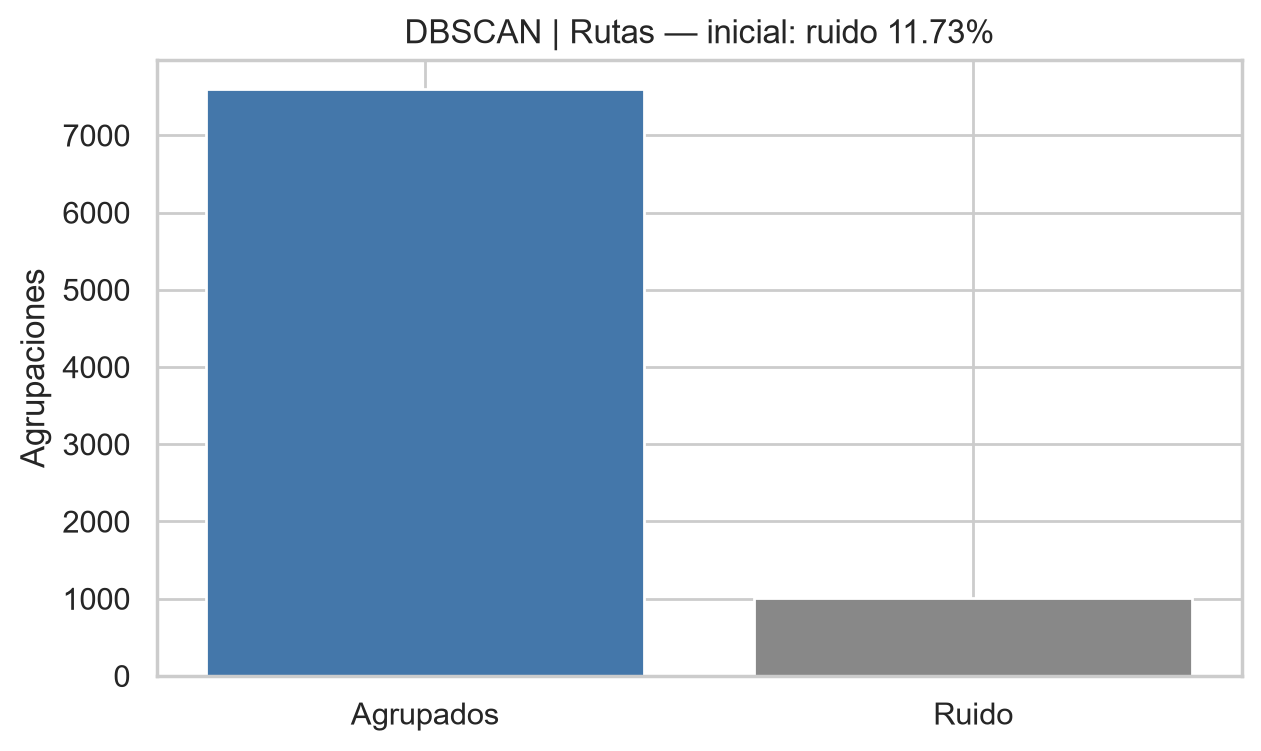 DBSCAN | Rutas — inicial: ruido 11.73%
Agrupaciones
7000
6000
5000
4000
3000
2000
1000
0
Agrupados
Ruido